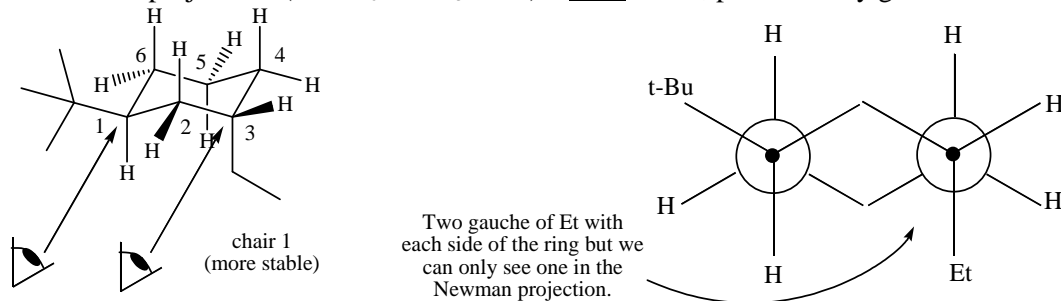 H
H
H
4
6
5
H
H
H
H
1
2
3
H
H
H
chair 1
(more stable)
Two gauche of Et with
each side of the ring but we
can only see one in the
Newman projection.
H
H
t-Bu
H
H
H
H
Et